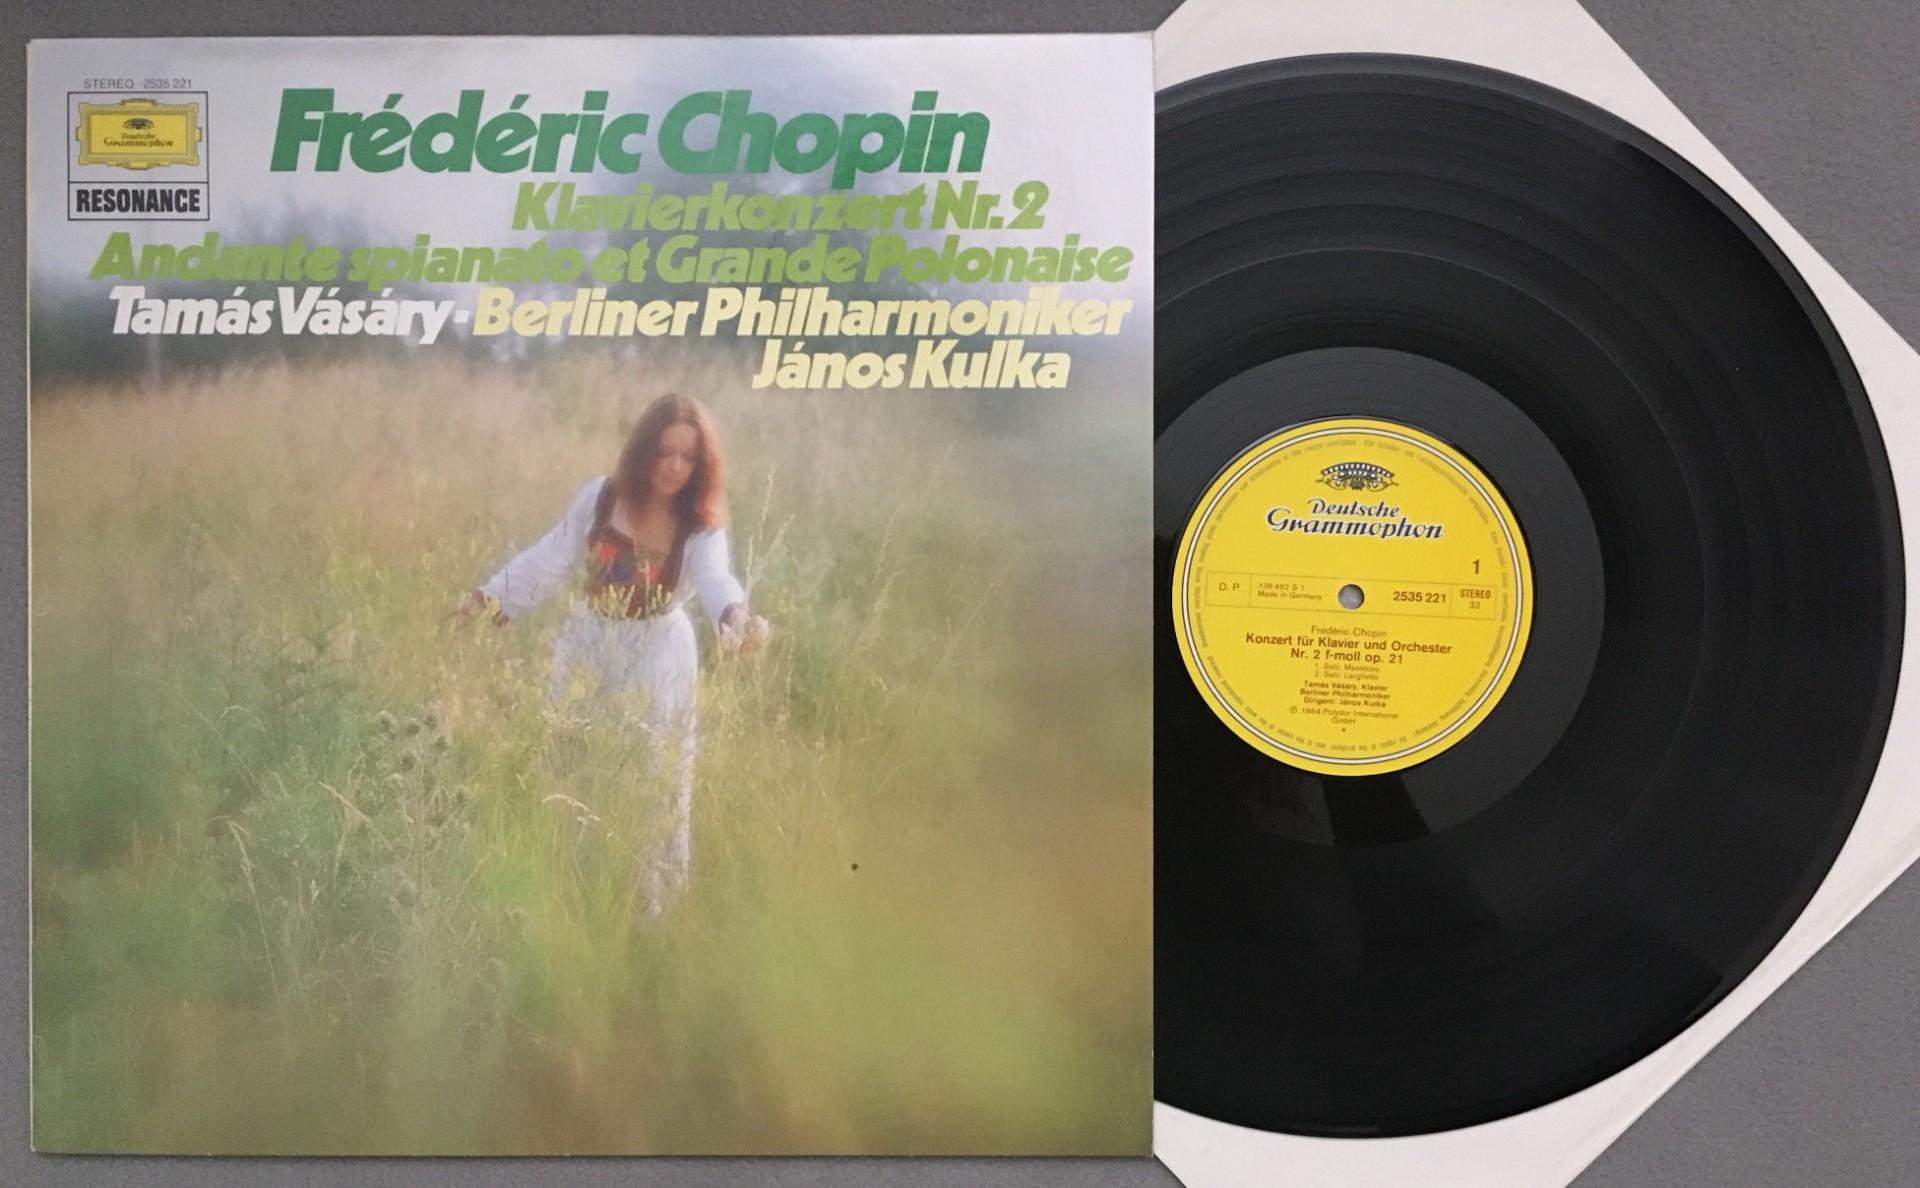 STEREO 2535 221
Deutsche
Grammophon
RESONANCE
Frédéric Chopin
Klavierkonzert Nr. 2
Andante spianato et Grande Polonaise
Tamás Vásáry · Berliner Philharmoniker
János Kulka
Deutsche
Grammophon
1
D. P.
136 452 S 1
Made in Germany
2535 221
STEREO
33
Frédéric Chopin
Konzert für Klavier und Orchester
Nr. 2 f-moll op. 21
1. Satz: Maestoso
2. Satz: Larghetto
Tamás Vásáry, Klavier
Berliner Philharmoniker
Dirigent: János Kulka
℗ 1964 Polydor International
GmbH